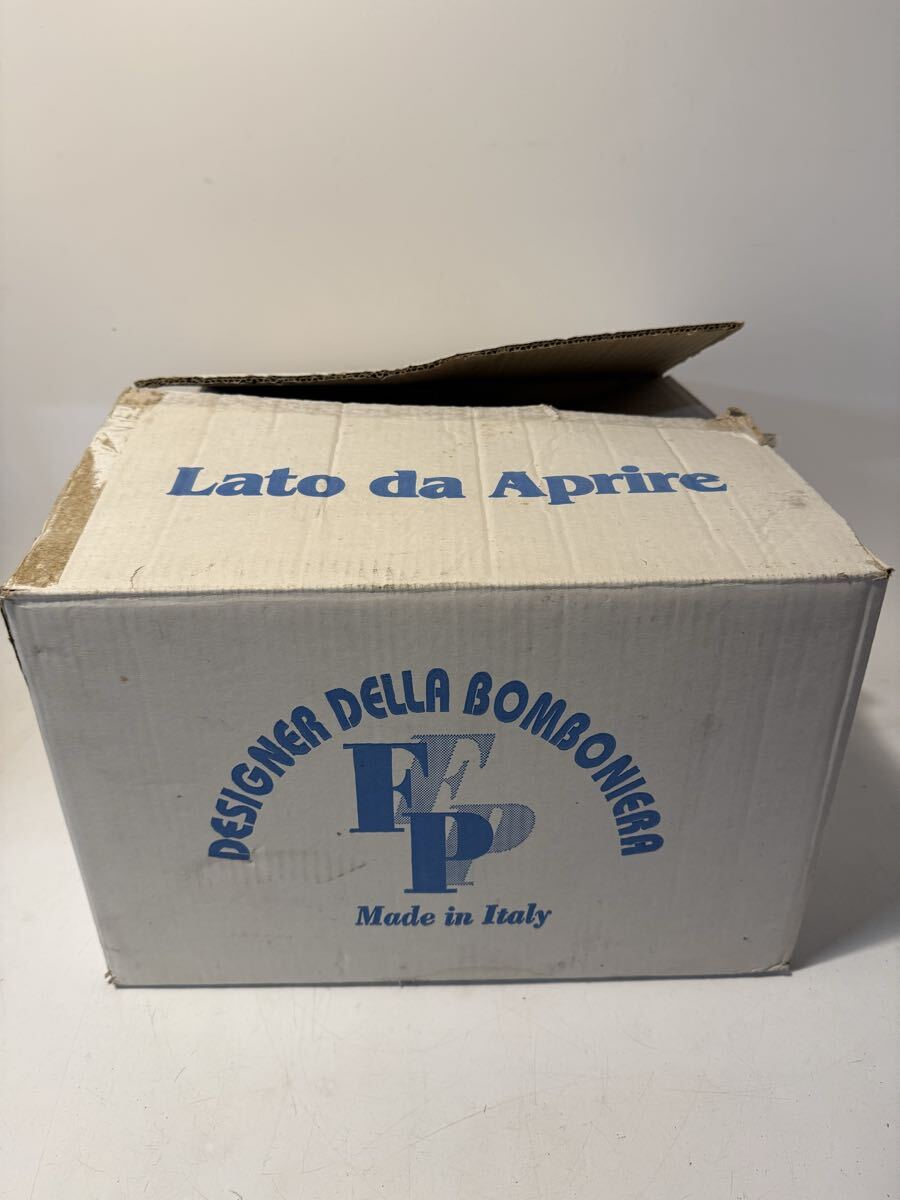 Lato da Aprire
DESIGNER DELLA BOMBONIERA
FP
Made in Italy